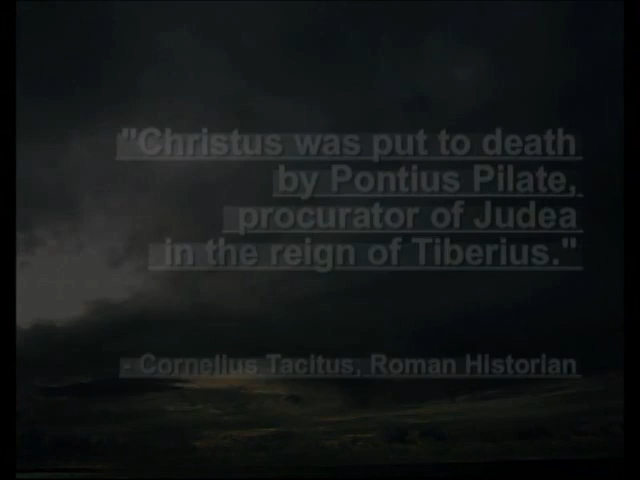 "Christus was put to death
by Pontius Pilate,
procurator of Judea
in the reign of Tiberius."
- Cornelius Tacitus, Roman Historian